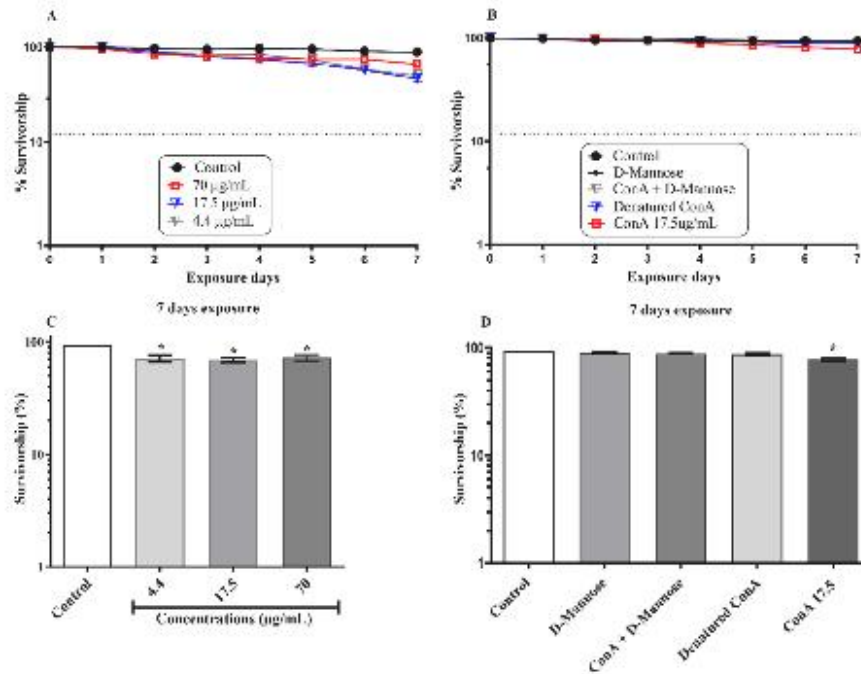 A
100
10
1
% Survivorship
Control
70 µg/mL
17.5 µg/mL
4.4 µg/mL
0 1 2 3 4 5 6 7
Exposure days
B
100
10
1
% Survivorship
Control
D-Mannose
ConA + D-Mannose
Denatured ConA
ConA 17.5ug/mL
0 1 2 3 4 5 6 7
Exposure days
7 days exposure
C
100
10
1
Survivorship (%)
* * *
Control
4.4
17.5
70
Concentrations (µg/mL)
7 days exposure
D
100
10
1
Survivorship (%)
Control
D-Mannose
ConA + D-Mannose
Denatured ConA
ConA 17.5